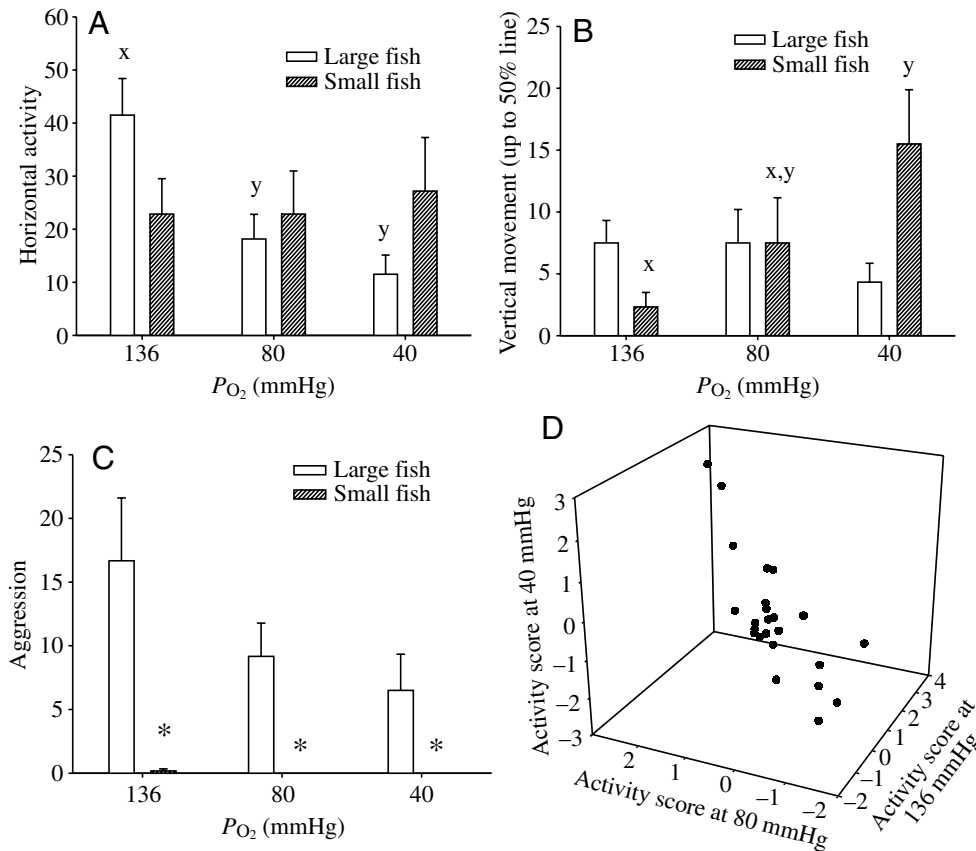 A
Horizontal activity
50
40
30
20
10
0
x
y
y
Large fish
Small fish
136
80
40
PO2 (mmHg)
B
Vertical movement (up to 50% line)
25
20
15
10
5
0
x
x,y
y
Large fish
Small fish
136
80
40
PO2 (mmHg)
C
Aggression
25
20
15
10
5
0
*
*
*
Large fish
Small fish
136
80
40
PO2 (mmHg)
D
Activity score at 40 mmHg
3
2
1
0
–1
–2
–3
2
1
0
–1
–2
Activity score at 80 mmHg
4
3
2
1
0
–1
–2
Activity score at
136 mmHg